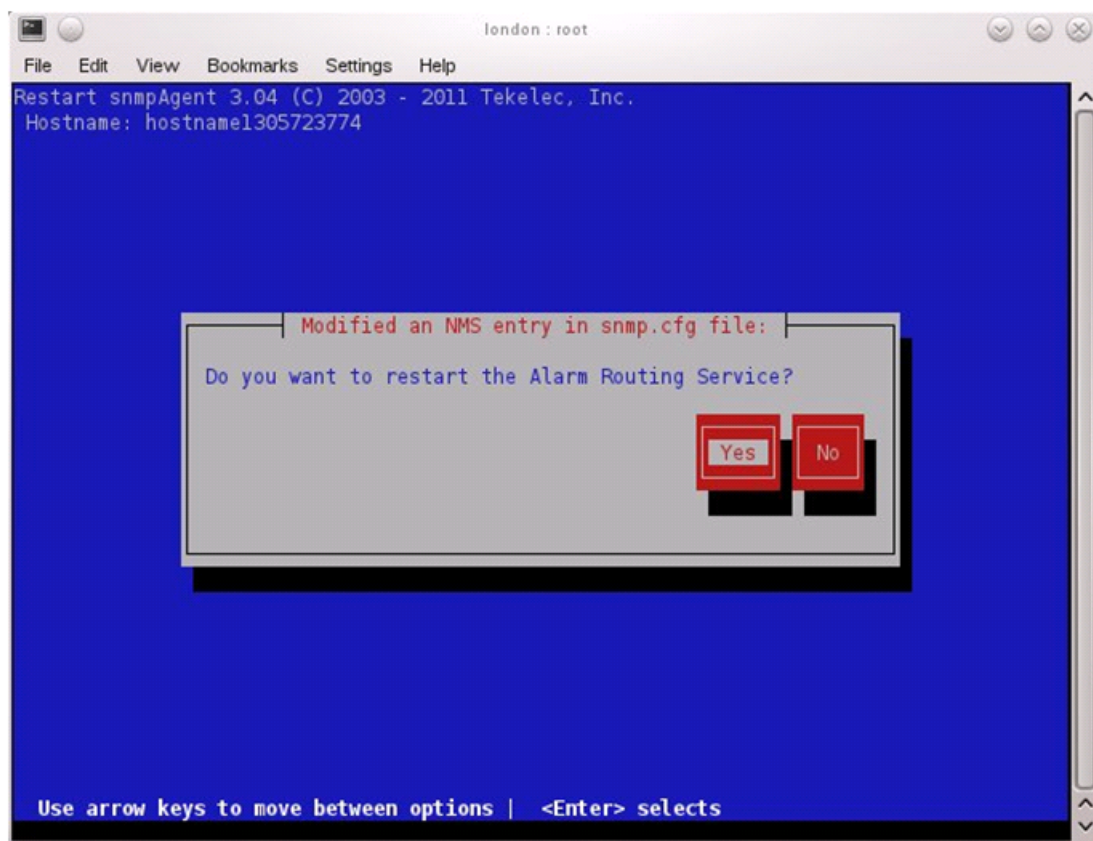 london : root
File Edit View Bookmarks Settings Help
Restart snmpAgent 3.04 (C) 2003 - 2011 Tekelec, Inc.
Hostname: hostname1305723774
Modified an NMS entry in snmp.cfg file:
Do you want to restart the Alarm Routing Service?
Yes No
Use arrow keys to move between options | <Enter> selects